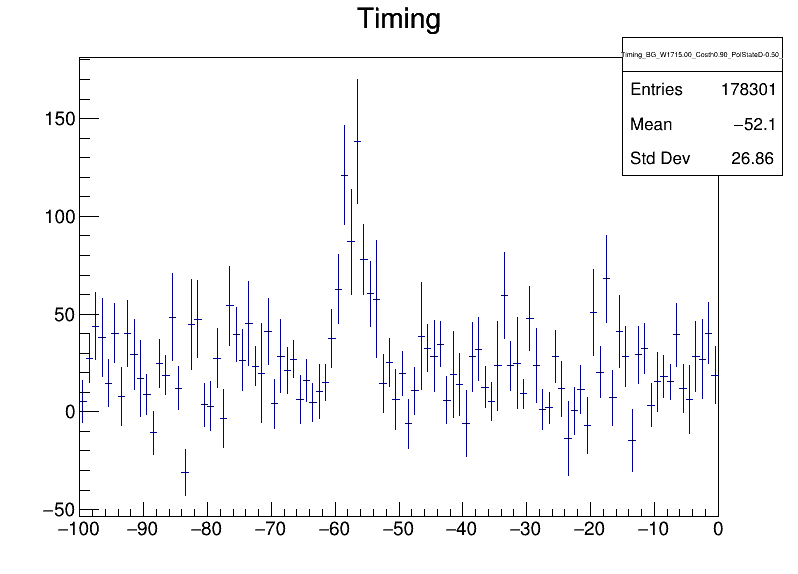 Timing
Timing_BG_W1715.00_Costh0.90_PolStateD-0.50_
Entries 178301
Mean −52.1
Std Dev 26.86
150
100
50
0
−50
−100 −90 −80 −70 −60 −50 −40 −30 −20 −10 0